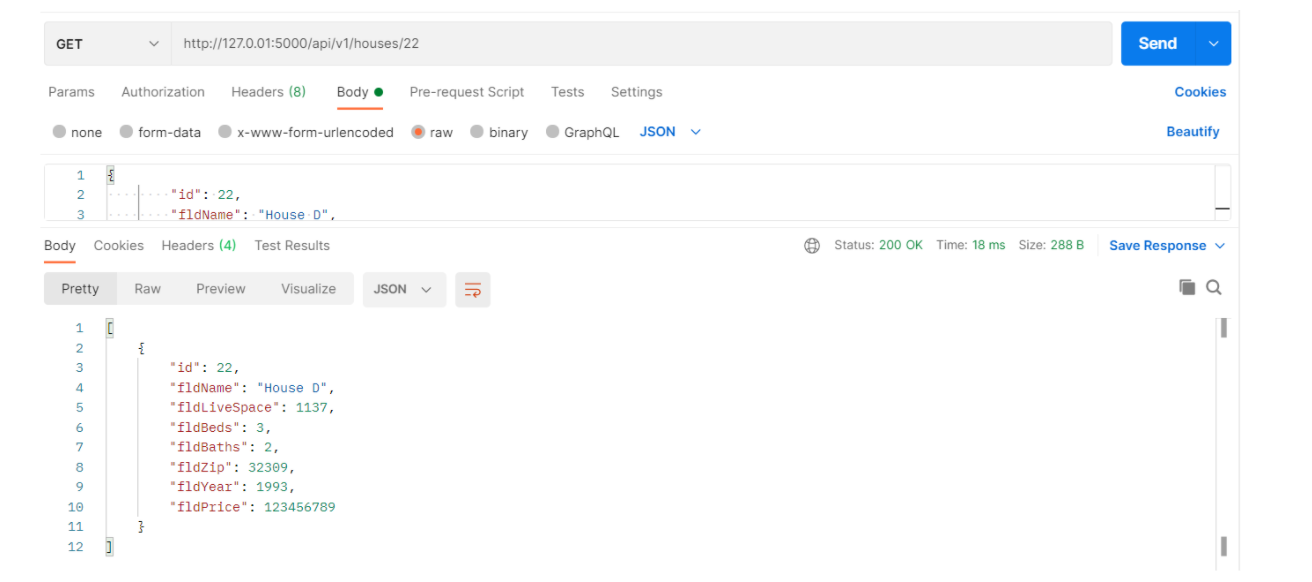 GET http://127.0.01:5000/api/v1/houses/22 Send
Params Authorization Headers (8) Body Pre-request Script Tests Settings Cookies
none form-data x-www-form-urlencoded raw binary GraphQL JSON Beautify
1 {
2 "id": 22,
3 "fldName": "House D",
Body Cookies Headers (4) Test Results Status: 200 OK Time: 18 ms Size: 288 B Save Response
Pretty Raw Preview Visualize JSON
1 [
2 {
3 "id": 22,
4 "fldName": "House D",
5 "fldLiveSpace": 1137,
6 "fldBeds": 3,
7 "fldBaths": 2,
8 "fldZip": 32309,
9 "fldYear": 1993,
10 "fldPrice": 123456789
11 }
12 ]